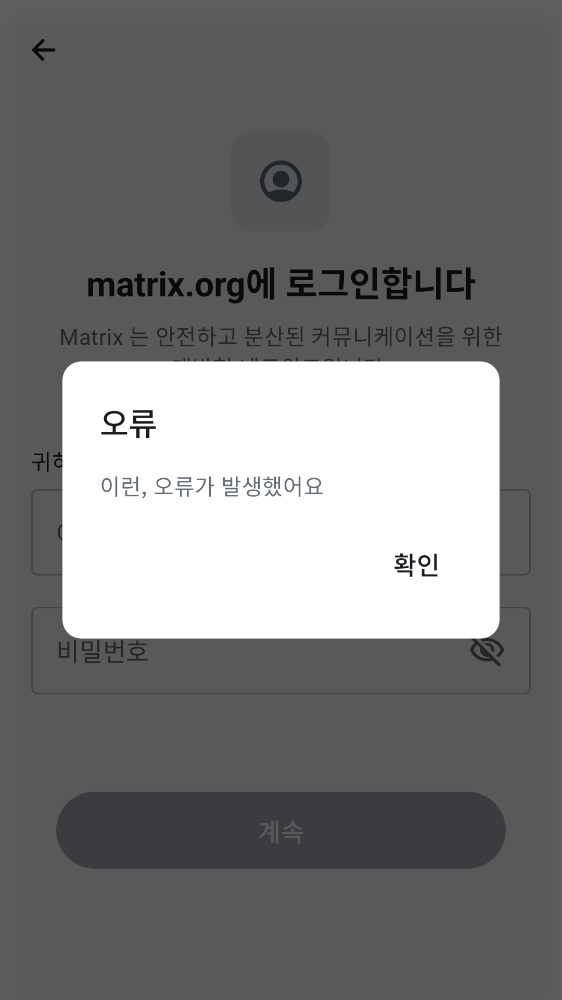 matrix.org에 로그인합니다
Matrix 는 안전하고 분산된 커뮤니케이션을 위한
오류
이런, 오류가 발생했어요
확인
비밀번호
계속